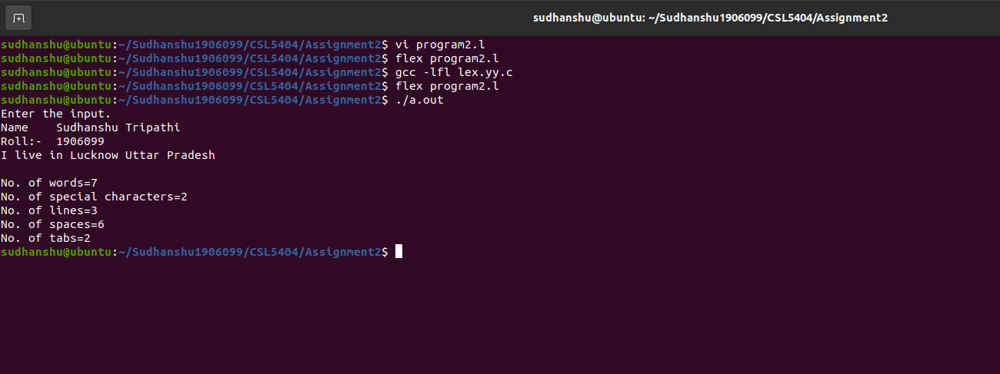 sudhanshu@ubuntu: ~/Sudhanshu1906099/CSL5404/Assignment2
sudhanshu@ubuntu:~/Sudhanshu1906099/CSL5404/Assignment2$ vi program2.l
sudhanshu@ubuntu:~/Sudhanshu1906099/CSL5404/Assignment2$ flex program2.l
sudhanshu@ubuntu:~/Sudhanshu1906099/CSL5404/Assignment2$ gcc -lfl lex.yy.c
sudhanshu@ubuntu:~/Sudhanshu1906099/CSL5404/Assignment2$ flex program2.l
sudhanshu@ubuntu:~/Sudhanshu1906099/CSL5404/Assignment2$ ./a.out
Enter the input.
Name    Sudhanshu Tripathi
Roll:-  1906099
I live in Lucknow Uttar Pradesh
No. of words=7
No. of special characters=2
No. of lines=3
No. of spaces=6
No. of tabs=2
sudhanshu@ubuntu:~/Sudhanshu1906099/CSL5404/Assignment2$